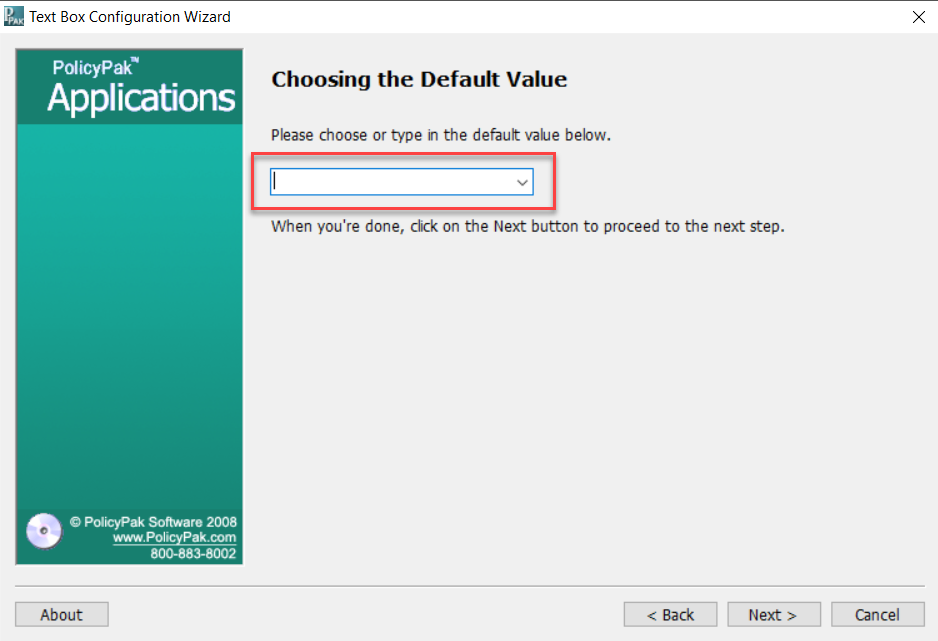 PPAK Text Box Configuration Wizard
PolicyPak™
Applications
Choosing the Default Value
Please choose or type in the default value below.
When you're done, click on the Next button to proceed to the next step.
© PolicyPak Software 2008
www.PolicyPak.com
800-883-8002
About
< Back
Next >
Cancel